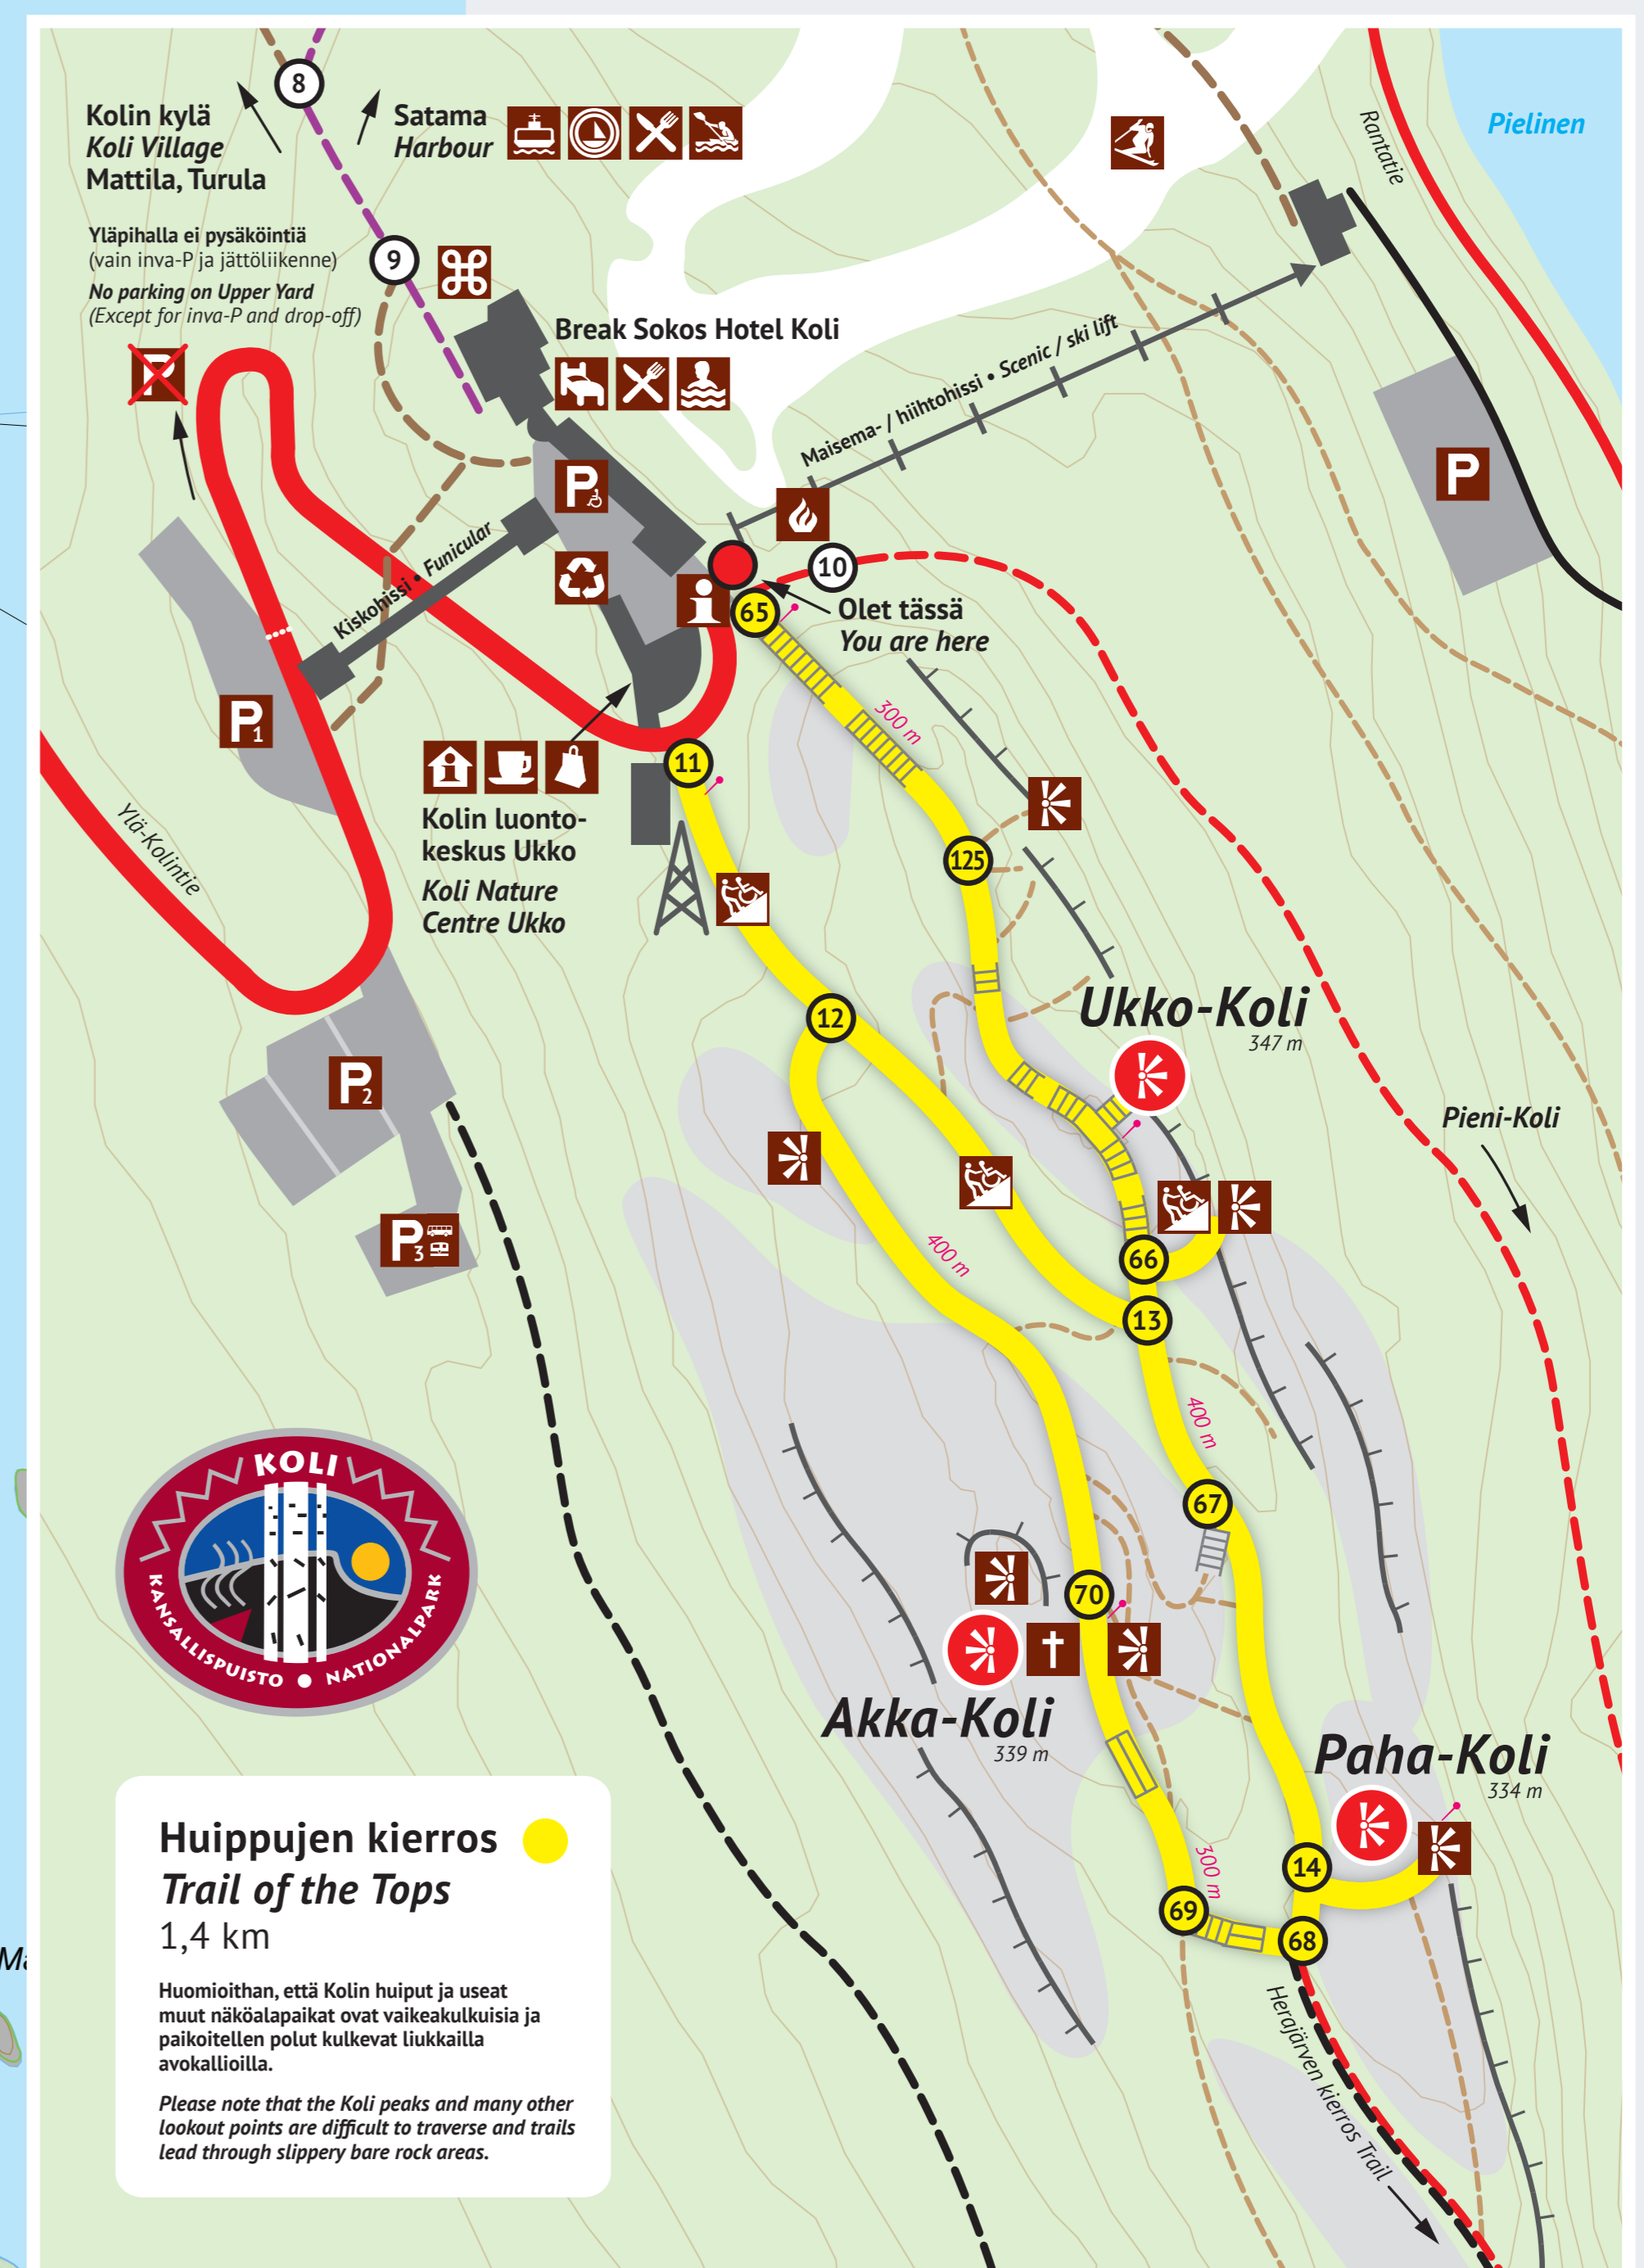 8
Kolin kylä
Koli Village
Mattila, Turula
Satama
Harbour
Rantatie
Pielinen
Yläpihalla ei pysäköintiä
(vain inva-P ja jättöliikenne)
No parking on Upper Yard
(Except for inva-P and drop-off)
P
9
Break Sokos Hotel Koli
Maisema- / hiihtohissi • Scenic / ski lift
P
P
Kiskohissi • Funicular
10
65
Olet tässä
You are here
300 m
P1
11
Kolin luonto-
keskus Ukko
Koli Nature
Centre Ukko
Ylä-Kolintie
125
12
Ukko-Koli
347 m
P2
Pieni-Koli
P3
400 m
66
13
400 m
67
KOLI
KANSALLISPUISTO • NATIONALPARK
70
Akka-Koli
339 m
Paha-Koli
334 m
300 m
14
69
68
Herajärven kierros Trail
Huippujen kierros
Trail of the Tops
1,4 km
Huomioithan, että Kolin huiput ja useat
muut näköalapaikat ovat vaikeakulkuisia ja
paikoitellen polut kulkevat liukkailla
avokallioilla.
Please note that the Koli peaks and many other
lookout points are difficult to traverse and trails
lead through slippery bare rock areas.